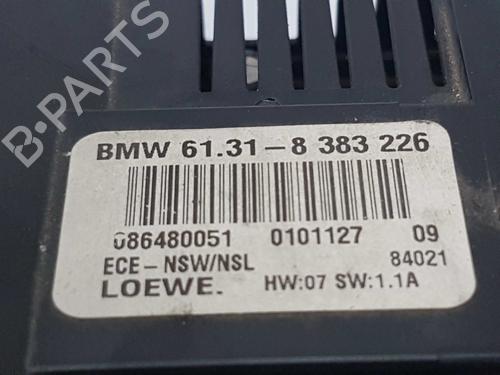 B-PARTS
BMW 61.31-8 383 226
086480051 0101127 09
ECE-NSW/NSL 84021
LOEWE. HW:07 SW:1.1A